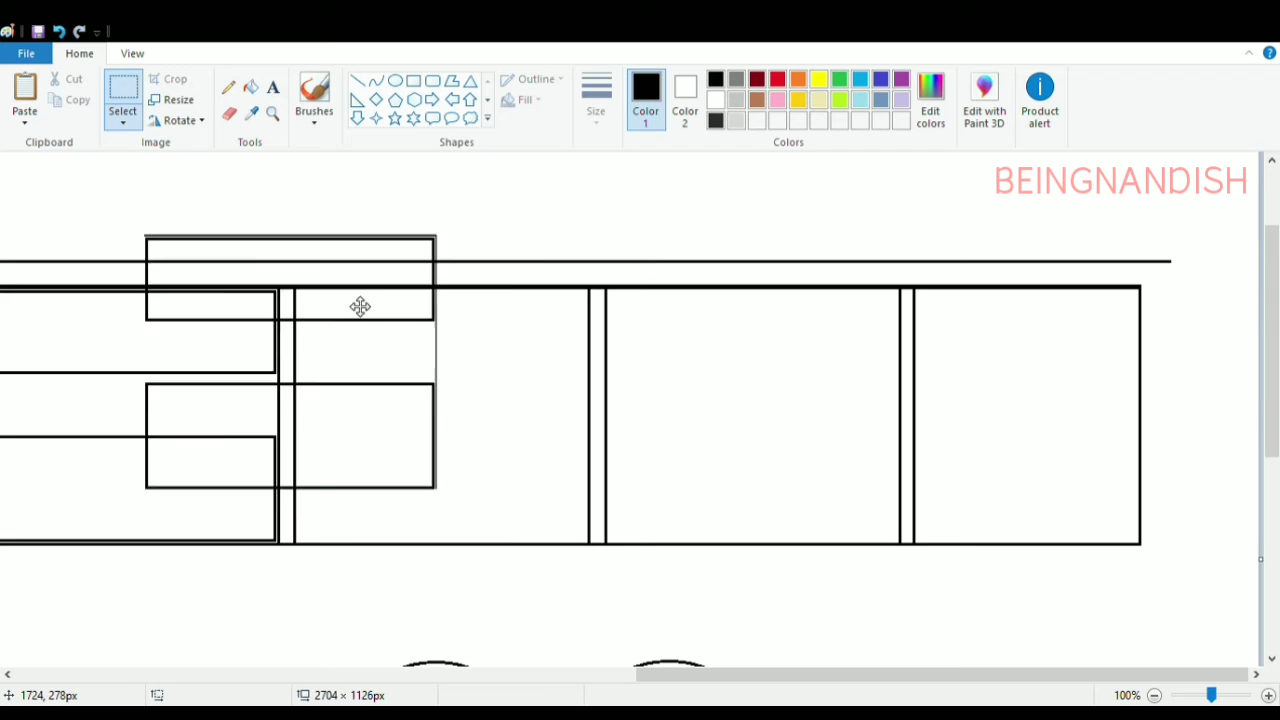 File
Home
View
Paste
Cut
Copy
Clipboard
Select
Crop
Resize
Rotate
Image
Tools
Brushes
Shapes
Outline
Fill
Size
Color
1
Color
2
Edit
colors
Colors
Edit with
Paint 3D
Product
alert
BEINGNANDISH
1724, 278px
2704 × 1126px
100%